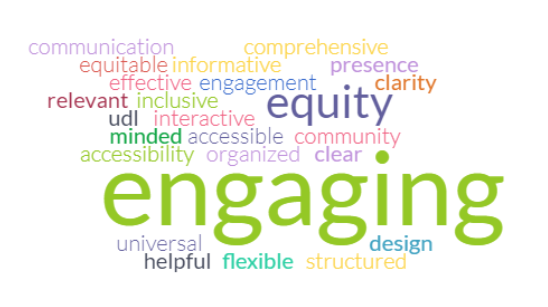 communication comprehensive
equitable informative presence
effective engagement clarity
relevant inclusive equity
udl interactive
minded accessible community
accessibility organized clear
engaging
universal design
helpful flexible structured